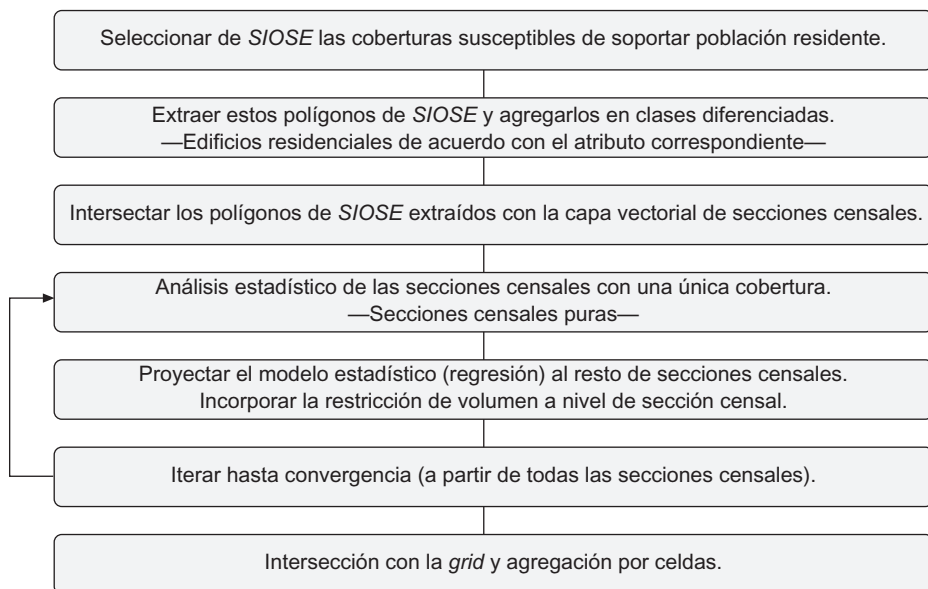 Seleccionar de SIOSE las coberturas susceptibles de soportar población residente.
Extraer estos polígonos de SIOSE y agregarlos en clases diferenciadas.
—Edificios residenciales de acuerdo con el atributo correspondiente—
Intersectar los polígonos de SIOSE extraídos con la capa vectorial de secciones censales.
Análisis estadístico de las secciones censales con una única cobertura.
—Secciones censales puras—
Proyectar el modelo estadístico (regresión) al resto de secciones censales.
Incorporar la restricción de volumen a nivel de sección censal.
Iterar hasta convergencia (a partir de todas las secciones censales).
Intersección con la grid y agregación por celdas.